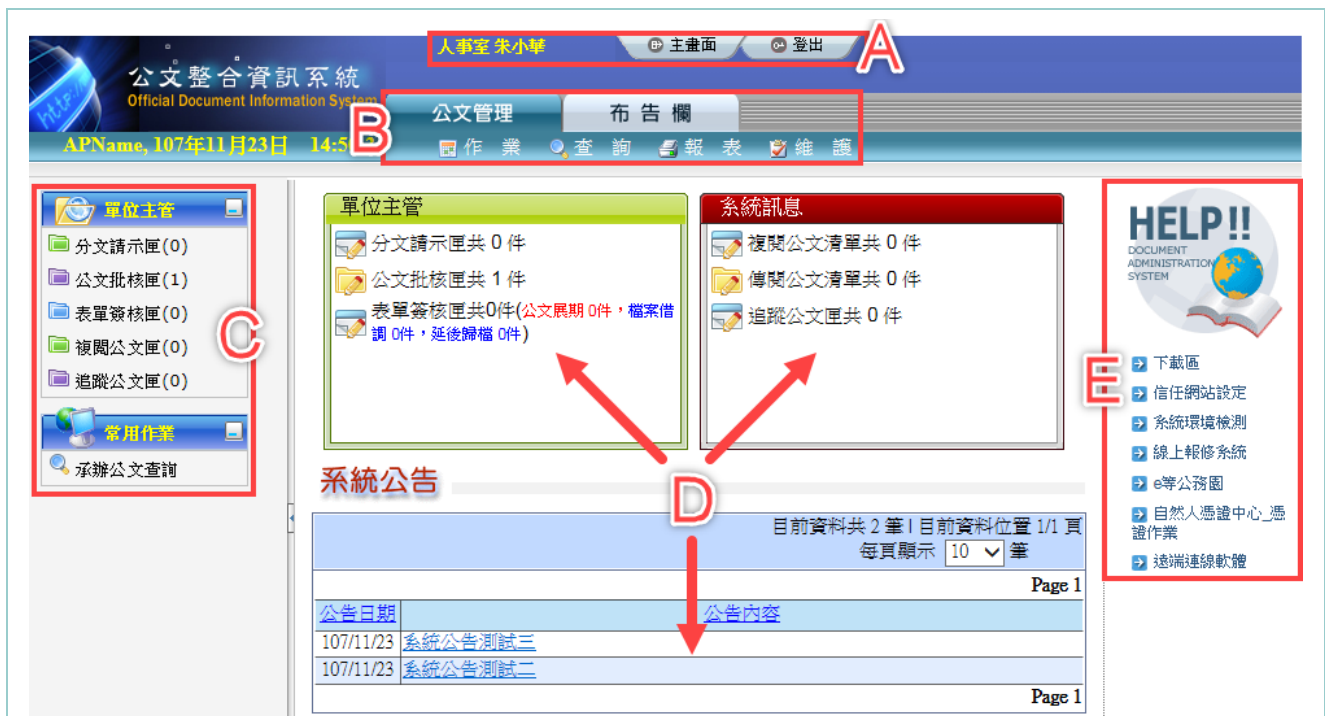 人事室 朱小華
主畫面
登出
A
公文整合資訊系統
Official Document Information System
B
公文管理
布告欄
APName, 107年11月23日 14:5
作業
查詢
報表
維護
單位主管
分文請示匣(0)
公文批核匣(1)
表單簽核匣(0)
複閱公文匣(0)
追蹤公文匣(0)
C
常用作業
承辦公文查詢
單位主管
分文請示匣共 0 件
公文批核匣共 1 件
表單簽核匣共0件(公文展期 0件，檔案借
調 0件，延後歸檔 0件)
系統訊息
複閱公文清單共 0 件
傳閱公文清單共 0 件
追蹤公文匣共 0 件
D
系統公告
目前資料共 2 筆 | 目前資料位置 1/1 頁
每頁顯示 10 筆
Page 1
公告日期 公告內容
107/11/23 系統公告測試三
107/11/23 系統公告測試二
Page 1
HELP!!
DOCUMENT
ADMINISTRATION
SYSTEM
E
下載區
信任網站設定
系統環境檢測
線上報修系統
e等公務園
自然人憑證中心_憑
證作業
遠端連線軟體